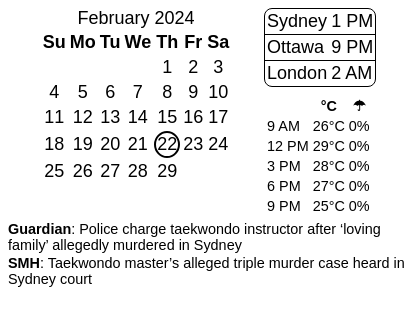 February 2024
Su Mo Tu We Th Fr Sa
1 2 3
4 5 6 7 8 9 10
11 12 13 14 15 16 17
18 19 20 21 22 23 24
25 26 27 28 29
Sydney 1 PM
Ottawa 9 PM
London 2 AM
°C ☂
9 AM 26°C 0%
12 PM 29°C 0%
3 PM 28°C 0%
6 PM 27°C 0%
9 PM 25°C 0%
Guardian: Police charge taekwondo instructor after ‘loving
family’ allegedly murdered in Sydney
SMH: Taekwondo master’s alleged triple murder case heard in
Sydney court